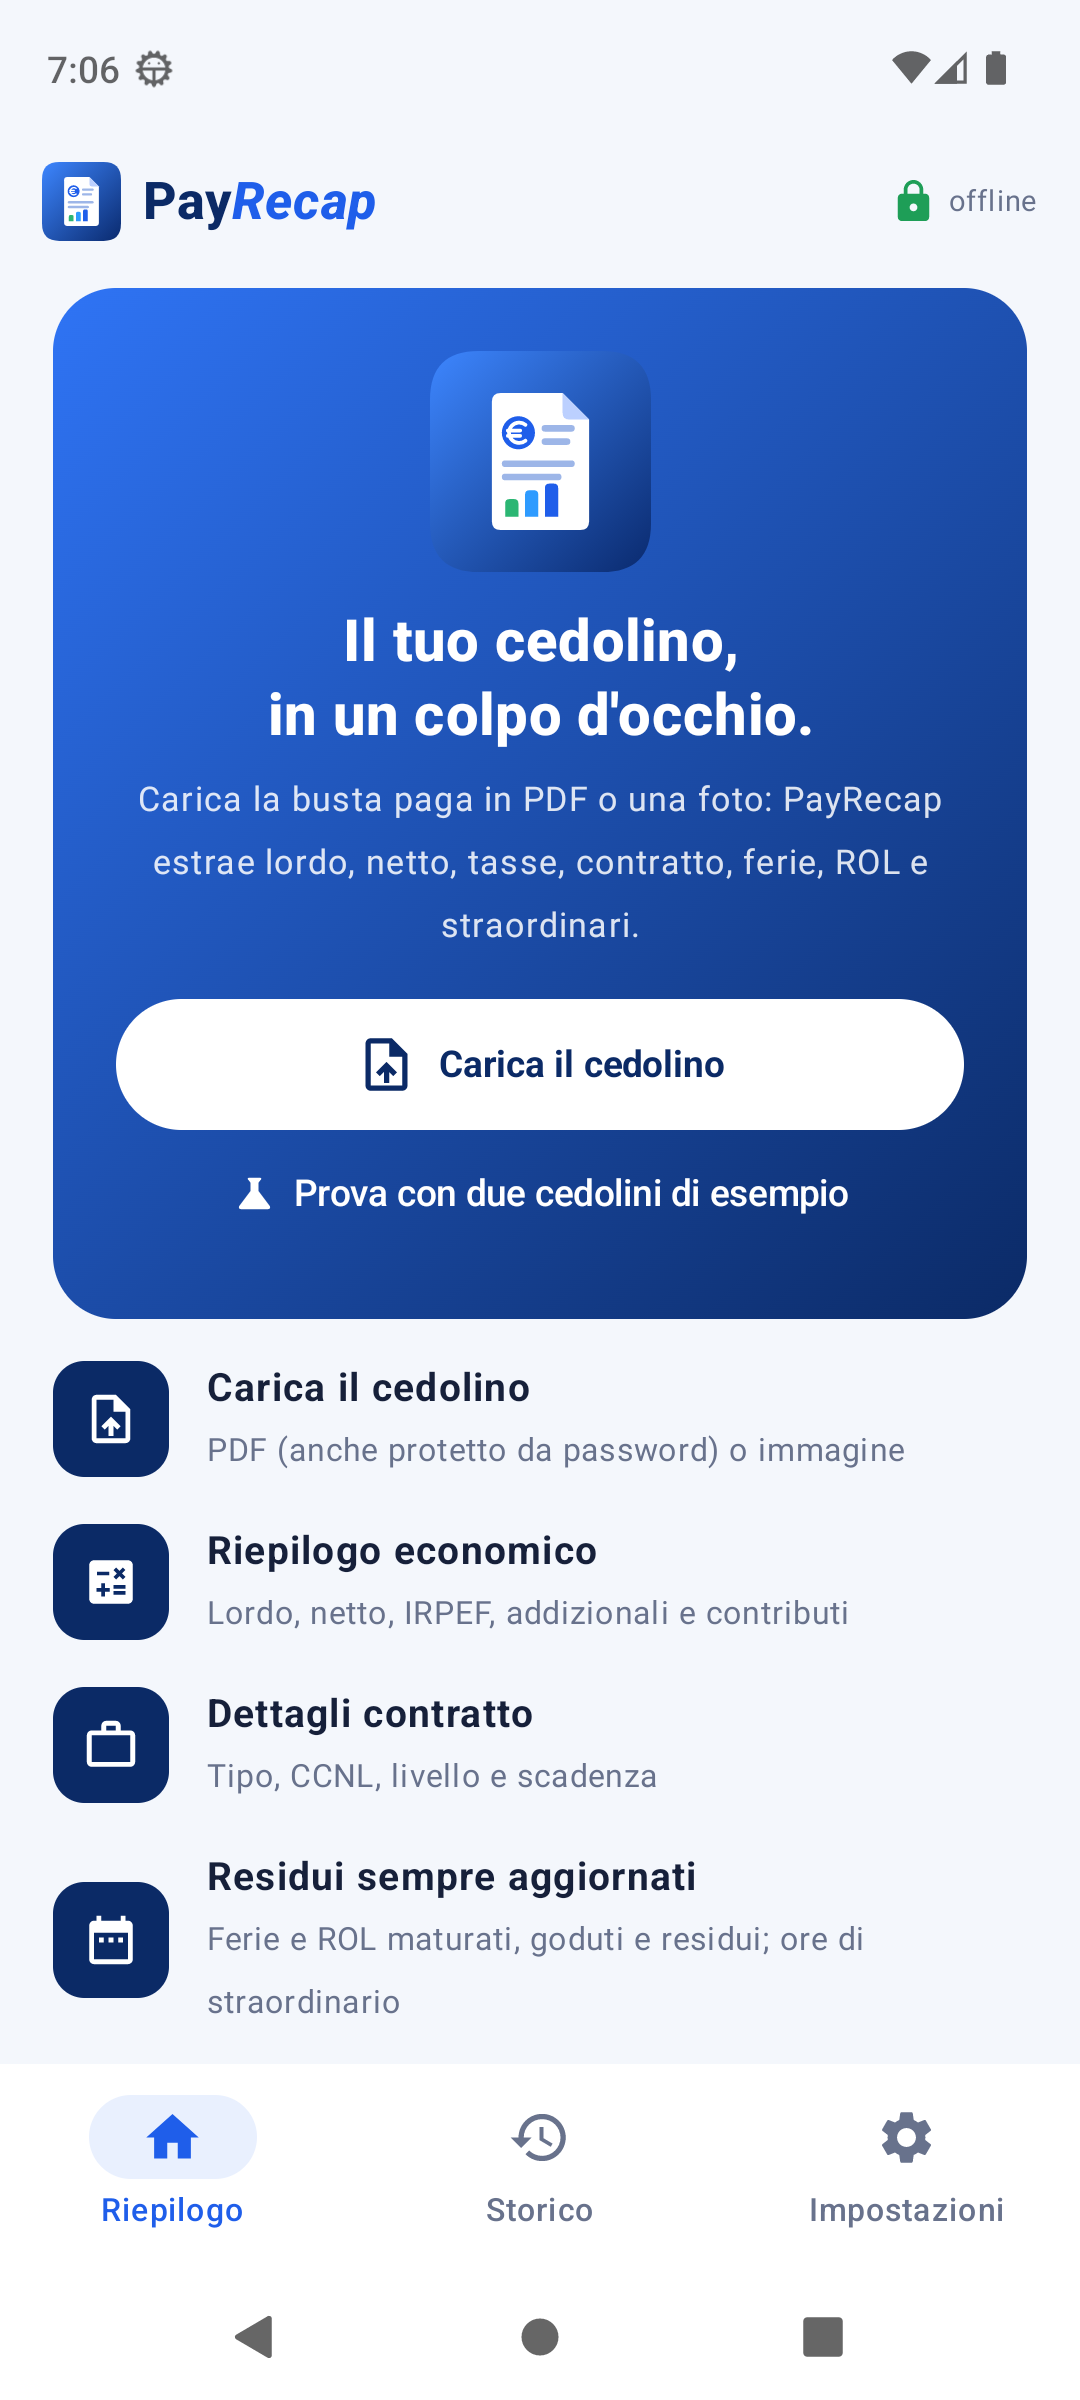 7:06
PayRecap
offline
Il tuo cedolino,
in un colpo d'occhio.
Carica la busta paga in PDF o una foto: PayRecap
estrae lordo, netto, tasse, contratto, ferie, ROL e
straordinari.
Carica il cedolino
Prova con due cedolini di esempio
Carica il cedolino
PDF (anche protetto da password) o immagine
Riepilogo economico
Lordo, netto, IRPEF, addizionali e contributi
Dettagli contratto
Tipo, CCNL, livello e scadenza
Residui sempre aggiornati
Ferie e ROL maturati, goduti e residui; ore di
straordinario
Riepilogo
Storico
Impostazioni